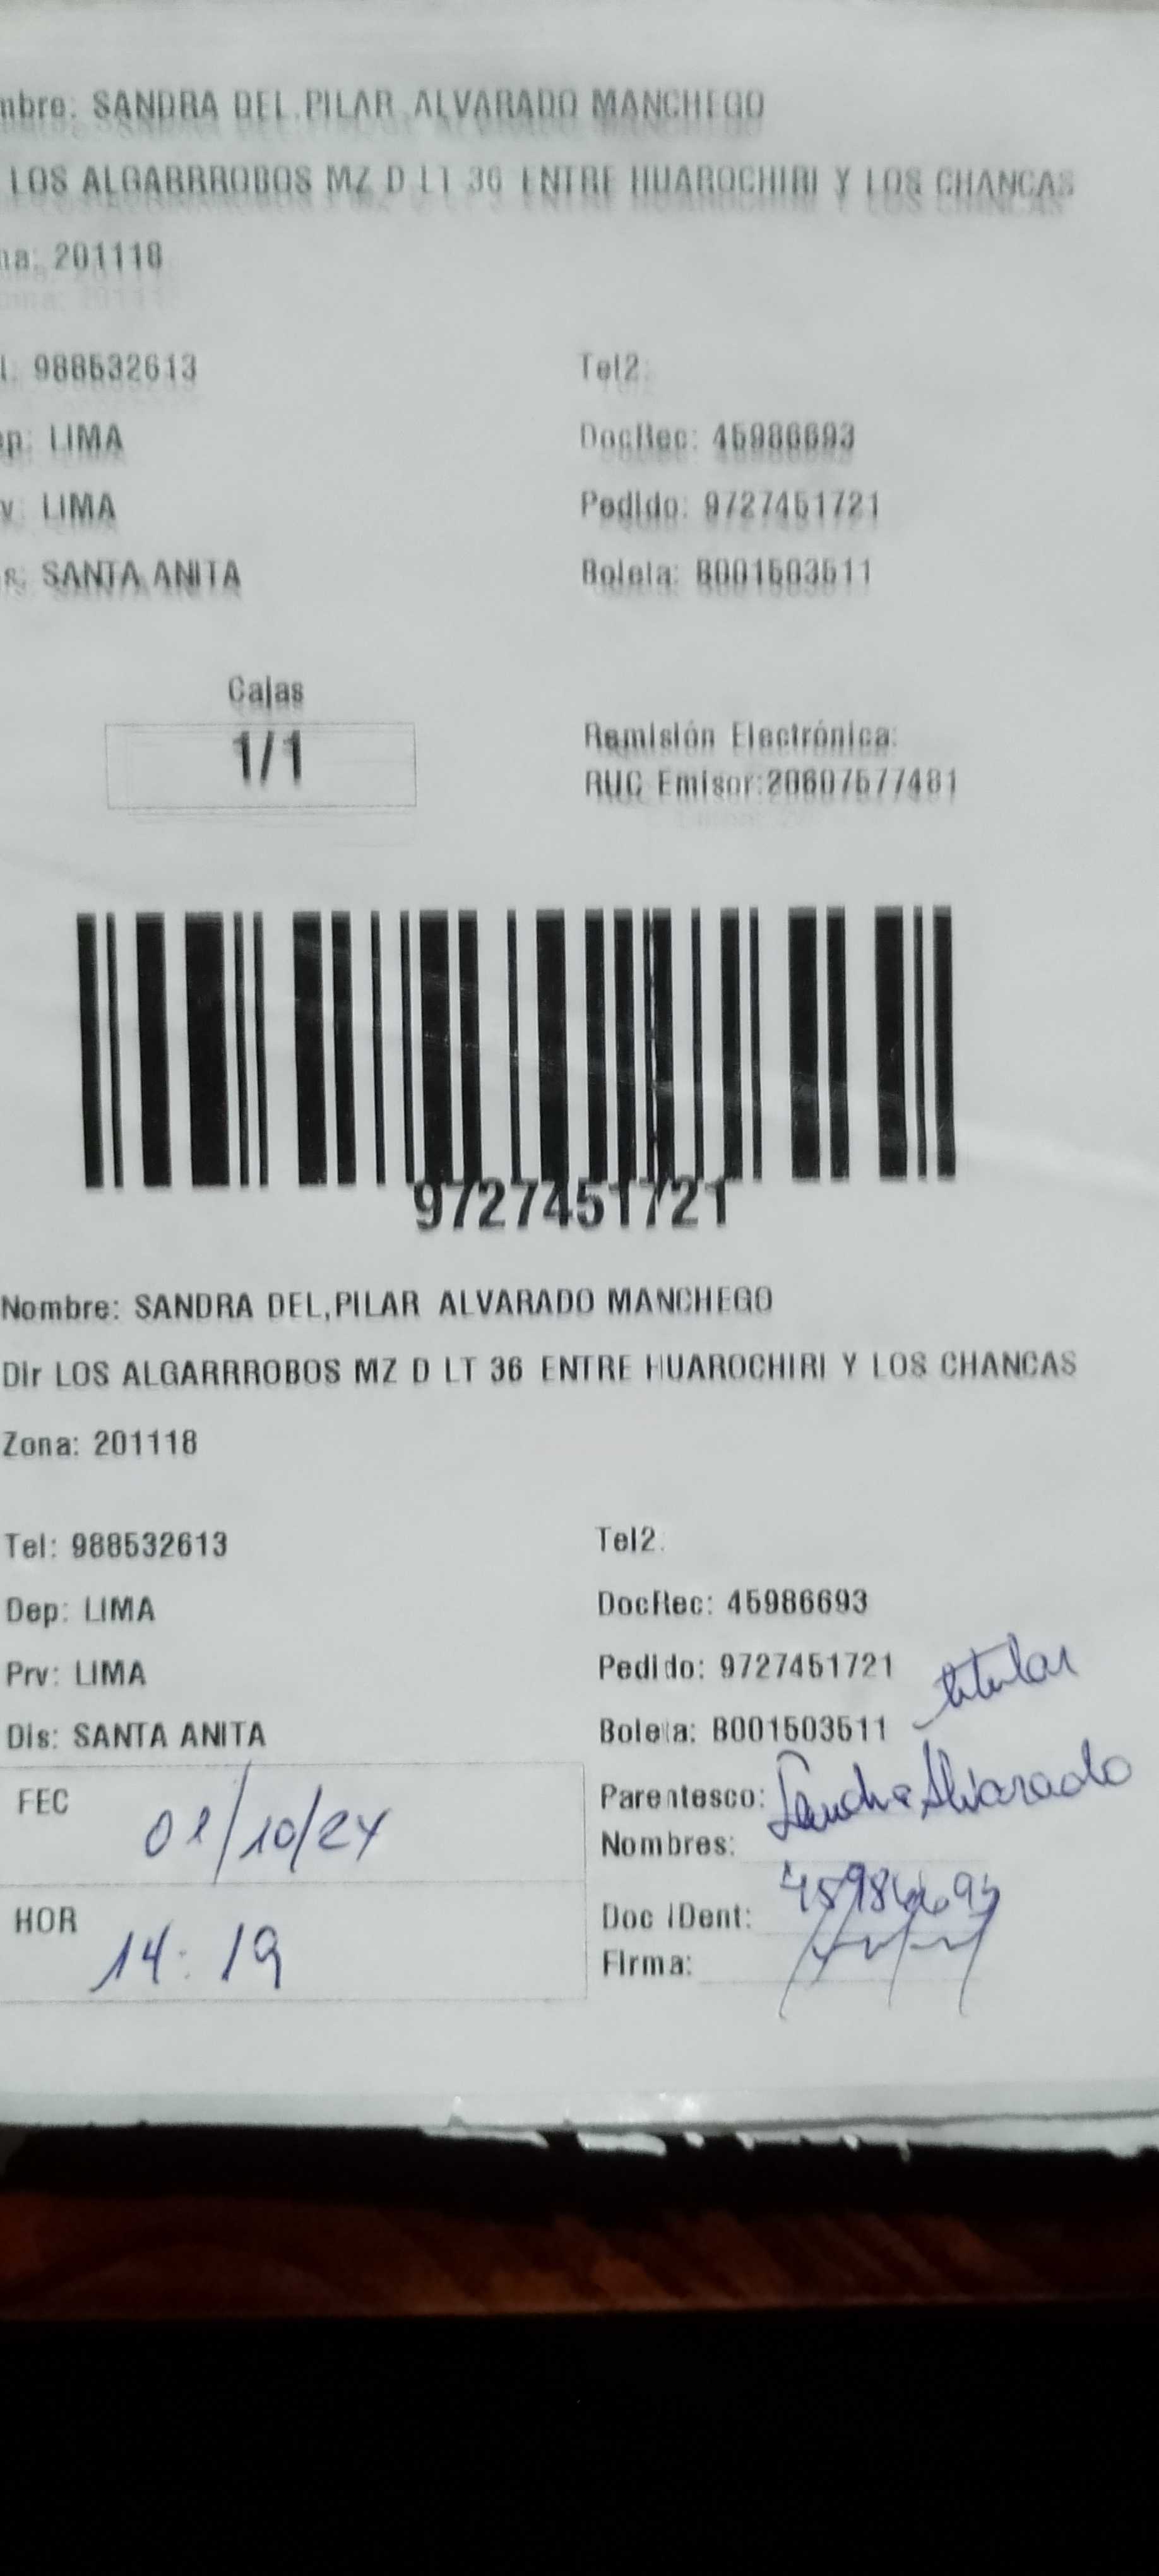 mbre: SANDRA DEL,PILAR ALVARADO MANCHEGO
LOS ALGARRROBOS MZ D LT 36 ENTRE HUAROCHIRI Y LOS CHANCAS
na: 201118
l: 988532613 Tel2:
ep: LIMA DocRec: 45986693
v: LIMA Pedido: 9727451721
s: SANTA ANITA Boleta: B001503511
Cajas
1/1
Remisión Electrónica:
RUC Emisor:20607577481
9727451721
Nombre: SANDRA DEL,PILAR ALVARADO MANCHEGO
Dir LOS ALGARRROBOS MZ D LT 36 ENTRE HUAROCHIRI Y LOS CHANCAS
Zona: 201118
Tel: 988532613 Tel2:
Dep: LIMA DocRec: 45986693
Prv: LIMA Pedido: 9727451721
titular
Dis: SANTA ANITA Boleta: B001503511
FEC /10/24 Parentesco: Sandra Alvarado
Nombres:
HOR 14:19 Doc IDent: 45986693
Firma: